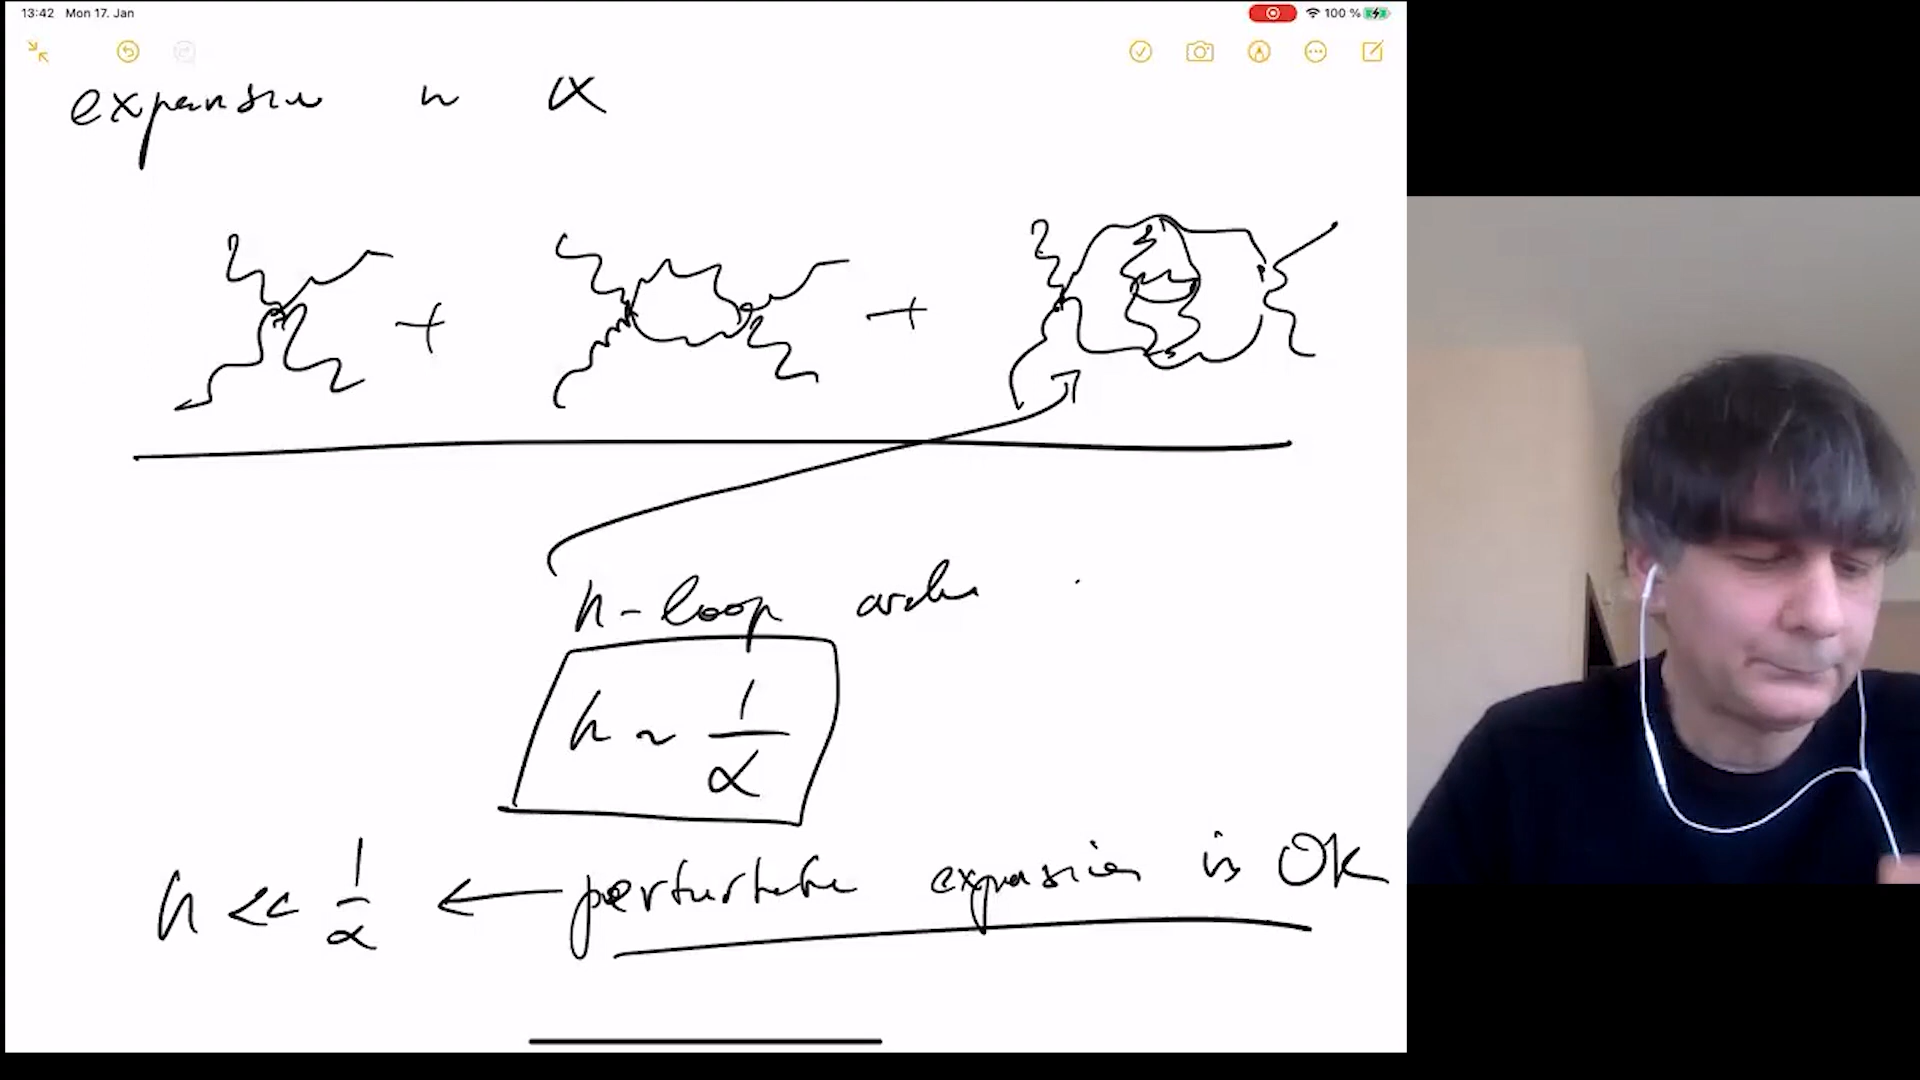 13:42 Mon 17. Jan 100 %
expansion in α
+ +
n-loop order
n ~ 1/α
n << 1/α ← perturbative expansion is OK